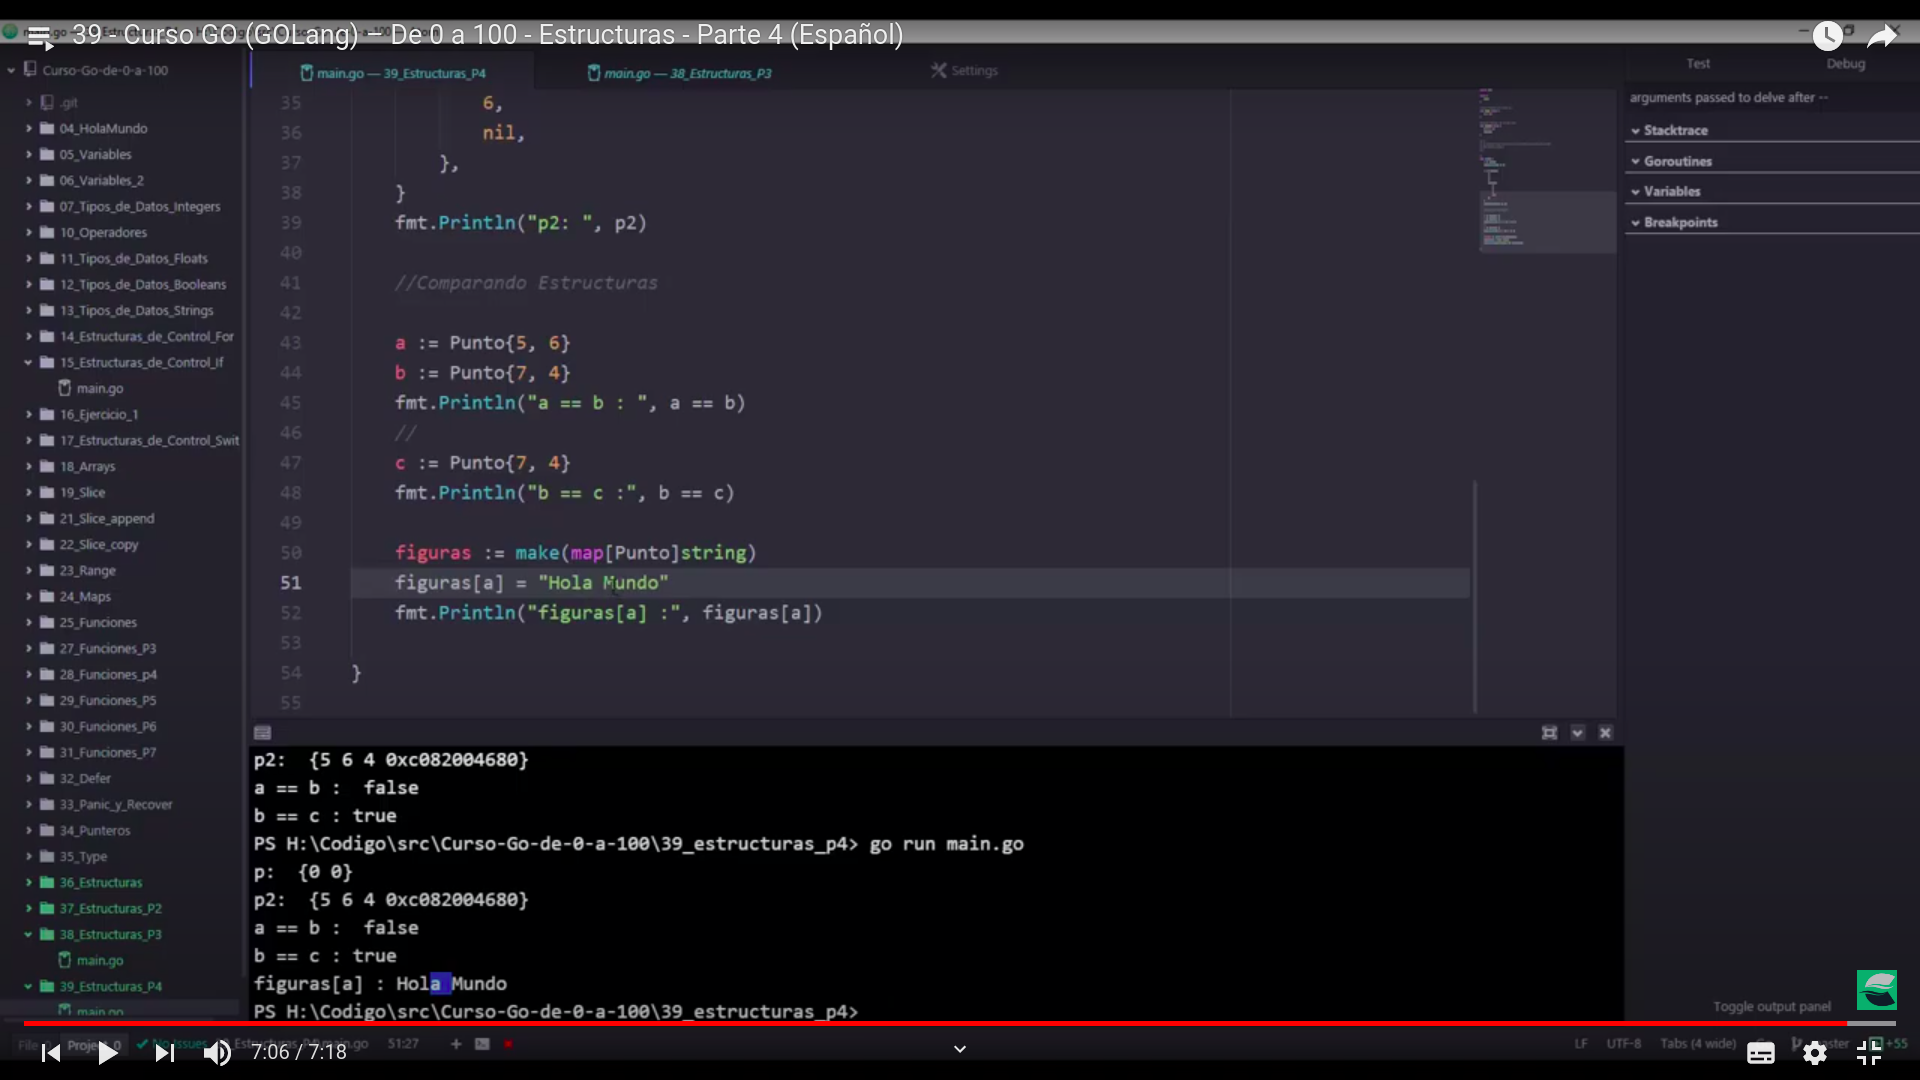 39 - Curso GO (GOLang) – De 0 a 100 - Estructuras - Parte 4 (Español)
Curso-Go-de-0-a-100
main.go — 39_Estructuras_P4
main.go — 38_Estructuras_P3
Settings
Test
Debug
.git
04_HolaMundo
05_Variables
06_Variables_2
07_Tipos_de_Datos_Integers
10_Operadores
11_Tipos_de_Datos_Floats
12_Tipos_de_Datos_Booleans
13_Tipos_de_Datos_Strings
14_Estructuras_de_Control_For
15_Estructuras_de_Control_If
main.go
16_Ejercicio_1
17_Estructuras_de_Control_Swit
18_Arrays
19_Slice
21_Slice_append
22_Slice_copy
23_Range
24_Maps
25_Funciones
27_Funciones_P3
28_Funciones_p4
29_Funciones_P5
30_Funciones_P6
31_Funciones_P7
32_Defer
33_Panic_y_Recover
34_Punteros
35_Type
36_Estructuras
37_Estructuras_P2
38_Estructuras_P3
main.go
39_Estructuras_P4
main.go
35 6,
36 nil,
37 },
38 }
39 fmt.Println("p2: ", p2)
40
41 //Comparando Estructuras
42
43 a := Punto{5, 6}
44 b := Punto{7, 4}
45 fmt.Println("a == b : ", a == b)
46 //
47 c := Punto{7, 4}
48 fmt.Println("b == c :", b == c)
49
50 figuras := make(map[Punto]string)
51 figuras[a] = "Hola Mundo"
52 fmt.Println("figuras[a] :", figuras[a])
53
54 }
55
arguments passed to delve after --
Stacktrace
Goroutines
Variables
Breakpoints
p2:  {5 6 4 0xc082004680}
a == b :  false
b == c : true
PS H:\Codigo\src\Curso-Go-de-0-a-100\39_estructuras_p4> go run main.go
p:  {0 0}
p2:  {5 6 4 0xc082004680}
a == b :  false
b == c : true
figuras[a] : Hola Mundo
PS H:\Codigo\src\Curso-Go-de-0-a-100\39_estructuras_p4>
Toggle output panel
File 0 Project 0 No Issues main.go 51:27
LF UTF-8 Tabs (4 wide) +55
7:06 / 7:18